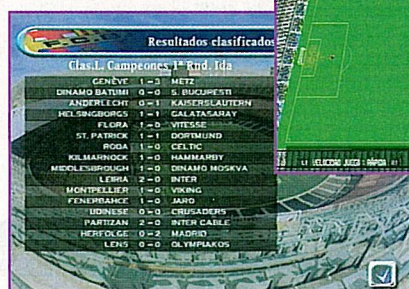 Resultados clasificados
Clas.L. Campeones 1ª Rnd. Ida
GENÈVE 1 - 3 METZ
DINAMO BATUMI 0 - 0 S. BUCURESTI
ANDERLECHT 0 - 1 KAISERSLAUTERN
HELSINGBORGS 1 - 1 GALATASARAY
FLORA 1 - 0 VITESSE
ST. PATRICK 1 - 1 DORTMUND
RODA 1 - 0 CELTIC
KILMARNOCK 1 - 0 HAMMARBY
MIDDLESBROUGH 1 - 0 DINAMO MOSKVA
LEIRIA 2 - 0 INTER
MONTPELLIER 1 - 0 VIKING
FENERBAHCE 1 - 0 JARO
UDINESE 0 - 0 CRUSADERS
PARTIZAN 2 - 0 INTER CABLE
HERFOLGE 0 - 2 MADRID
LENS 0 - 0 OLYMPIAKOS
L1 VELOCIDAD JUEGO : RÁPIDA R1